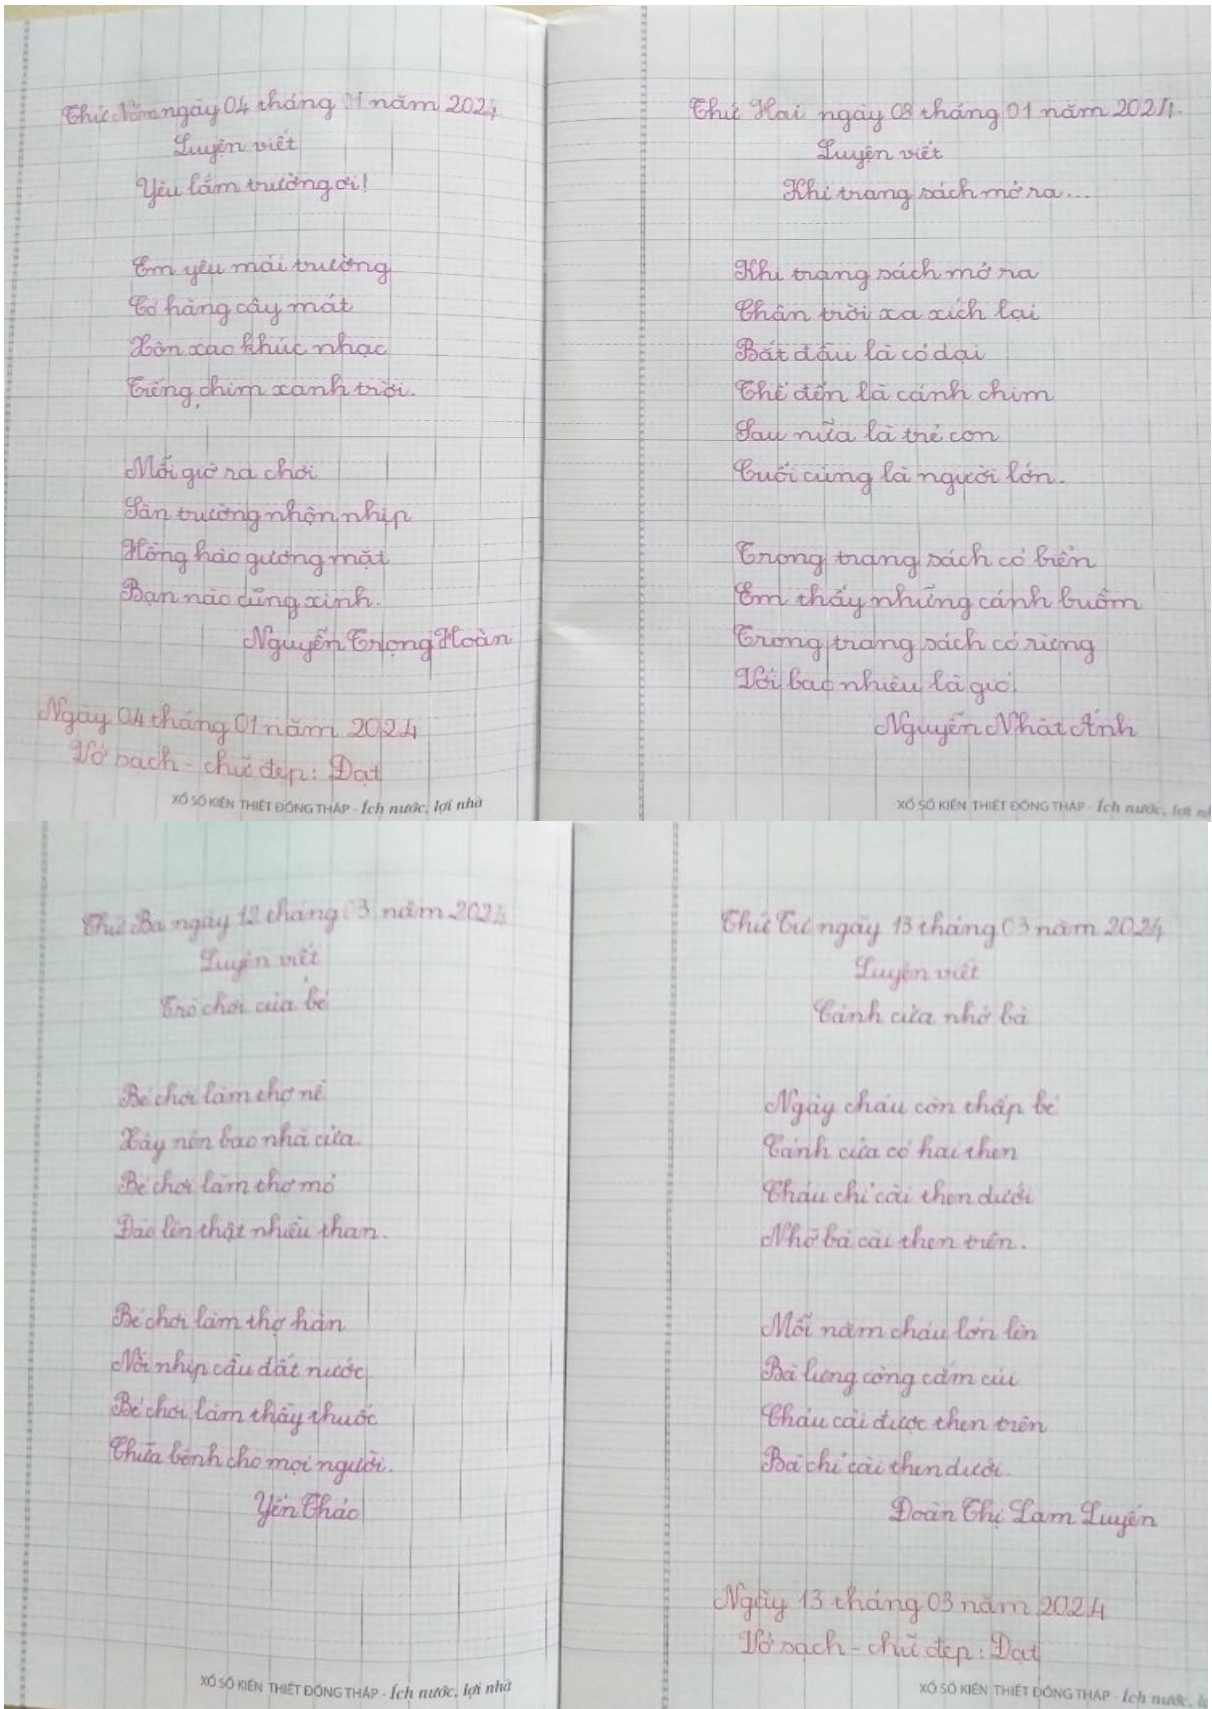 Thứ Năm ngày 04 tháng 01 năm 2024
Luyện viết
Yêu lắm trường ơi!
Em yêu mái trường
Có hàng cây mát
Xôn xao khúc nhạc
Tiếng chim xanh trời.
Mỗi giờ ra chơi
Sân trường nhộn nhịp
Hồng hào gương mặt
Bạn nào cũng xinh.
Nguyễn Trọng Hoàn
Ngày 04 tháng 01 năm 2024
Vở sạch - chữ đẹp: Đạt
XỔ SỐ KIẾN THIẾT ĐỒNG THÁP - Ích nước, lợi nhà
Thứ Hai ngày 08 tháng 01 năm 2024
Luyện viết
Khi trang sách mở ra...
Khi trang sách mở ra
Chân trời xa xích lại
Bắt đầu là cỏ dại
Thế đến là cánh chim
Sau nữa là trẻ con
Cuối cùng là người lớn.
Trong trang sách có biển
Em thấy những cánh buồm
Trong trang sách có rừng
Với bao nhiêu là gió
Nguyễn Nhật Ánh
XỔ SỐ KIẾN THIẾT ĐỒNG THÁP - Ích nước, lợi
Thứ Ba ngày 12 tháng 03 năm 2024
Luyện viết
Trò chơi của bé
Bé chơi làm thợ nề
Xây nên bao nhà cửa.
Bé chơi làm thợ mỏ
Đào lên thật nhiều than.
Bé chơi làm thợ hàn
Nối nhịp cầu đất nước
Bé chơi làm thầy thuốc
Chữa bệnh cho mọi người.
Yến Thảo
XỔ SỐ KIẾN THIẾT ĐỒNG THÁP - Ích nước, lợi nhà
Thứ Tư ngày 13 tháng 03 năm 2024
Luyện viết
Cánh cửa nhớ bà
Ngày cháu còn thấp bé
Cánh cửa có hai then
Cháu chỉ cài then dưới
Nhờ bà cài then trên.
Mỗi năm cháu lớn lên
Bà lưng còng cắm cúi
Cháu cài được then trên
Bà chỉ cài then dưới.
Đoàn Thị Lam Luyến
Ngày 13 tháng 03 năm 2024
Vở sạch - chữ đẹp: Đạt
XỔ SỐ KIẾN THIẾT ĐỒNG THÁP - Ích nước,